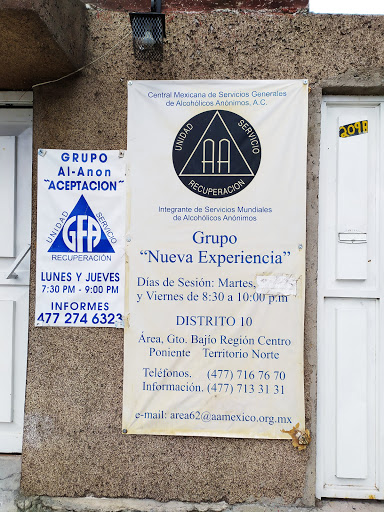 GRUPO
Al-Anon
"ACEPTACION"
UNIDAD
SERVICIO
GFA
RECUPERACIÓN
LUNES Y JUEVES
7:30 PM - 9:00 PM
INFORMES
477 274 6323
Central Mexicana de Servicios Generales
de Alcohólicos Anónimos, A.C.
UNIDAD
SERVICIO
AA
RECUPERACION
Integrante de Servicios Mundiales
de Alcohólicos Anónimos
Grupo
"Nueva Experiencia"
Días de Sesión: Martes,
y Viernes de 8:30 a 10:00 p.m
DISTRITO 10
Área, Gto. Bajío Región Centro
Poniente Territorio Norte
Teléfonos. (477) 716 76 70
Información. (477) 713 31 31
e-mail: area62@aamexico.org.mx